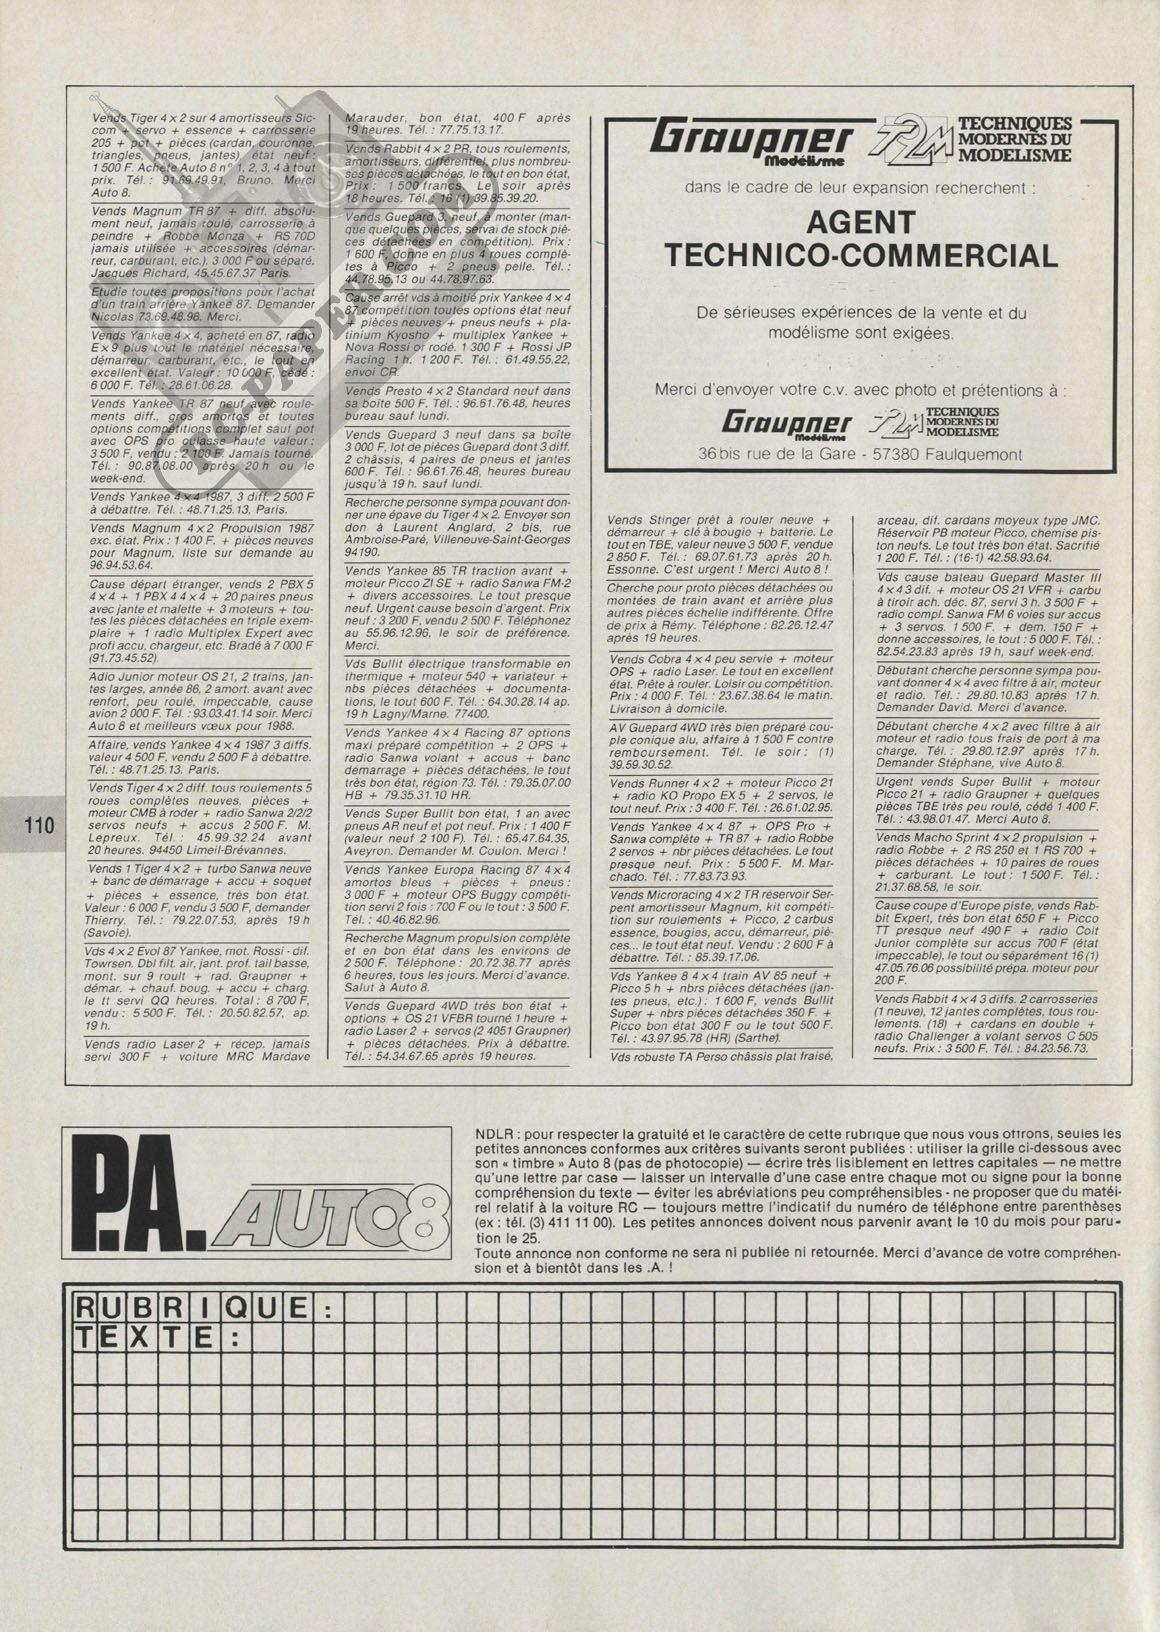 Vends Tiger 4 x 2 sur 4 amortisseurs Sic-
com + servo + essence + carrosserie
205 + pot + pièces (cardan, couronne,
triangles, pneus, jantes), état neuf :
1 500 F. Achète Auto 8 n° 1, 2, 3, 4 à tout
prix. Tél. : 91.69.49.91, Bruno. Merci
Auto 8.
Vends Magnum TR 87 + diff. absolu-
ment neuf, jamais roulé, carrosserie à
peindre + Robbe Monza + RS 70D
jamais utilisée + accessoires (démar-
reur, carburant, etc.). 3 000 F ou séparé.
Jacques Richard, 45.45.67.37 Paris.
Etudie toutes propositions pour l'achat
d'un train arrière Yankee 87. Demander
Nicolas 73.69.48.96. Merci.
Vends Yankee 4 x 4, acheté en 87, radio
Ex 9 plus tout le matériel nécessaire,
démarreur, carburant, etc., le tout en
excellent état. Valeur : 10 000 F, cédé :
6 000 F. Tél. : 28.61.06.28.
Vends Yankee TR 87 neuf avec roule-
ments diff., gros amortos et toutes
options compétitions complet sauf pot
avec OPS pro culasse haute valeur :
3 500 F, vendu : 2 100 F. Jamais tourné.
Tél. : 90.87.08.00 après 20 h ou le
week-end.
Vends Yankee 4 x 4 1987, 3 diff. 2 500 F
à débattre. Tél. : 48.71.25.13, Paris.
Vends Magnum 4 x 2 Propulsion 1987
exc. état. Prix : 1 400 F. + pièces neuves
pour Magnum, liste sur demande au
96.94.53.64.
Cause départ étranger, vends 2 PBX 5
4 x 4 + 1 PBX 4 4 x 4 + 20 paires pneus
avec jante et malette + 3 moteurs + tou-
tes les pièces détachées en triple exem-
plaire + 1 radio Multiplex Expert avec
profi accu, chargeur, etc. Bradé à 7 000 F
(91.73.45.52).
Adio Junior moteur OS 21, 2 trains, jan-
tes larges, année 86, 2 amort. avant avec
renfort, peu roulé, impeccable, cause
avion 2 000 F. Tél. : 93.03.41.14 soir. Merci
Auto 8 et meilleurs vœux pour 1988.
Affaire, vends Yankee 4 x 4 1987 3 diffs.
valeur 4 500 F, vendu 2 500 F à débattre.
Tél. : 48.71.25.13. Paris.
Vends Tiger 4 x 2 diff. tous roulements 5
roues complètes neuves, pièces +
moteur CMB à roder + radio Sanwa 2/2/2
servos neufs + accus 2 500 F. M.
Lepreux. Tél. : 45.99.32.24 avant
20 heures. 94450 Limeil-Brévannes.
Vends 1 Tiger 4 x 2 + turbo Sanwa neuve
+ banc de démarrage + accu + soquet
+ pièces + essence, très bon état.
Valeur : 6 000 F, vendu 3 500 F, demander
Thierry. Tél. : 79.22.07.53, après 19 h
(Savoie).
Vds 4 x 2 Evol 87 Yankee, mot. Rossi - dif.
Towrsen. Dbl filt. air, jant. prof. tail basse,
mont. sur 9 roult + rad. Graupner +
démar. + chauf. boug. + accu + charg.
le tt servi QQ heures. Total : 8 700 F,
vendu : 5 500 F. Tél. : 20.50.82.57, ap.
19 h.
Vends radio Laser 2 + récep. jamais
servi 300 F + voiture MRC Mardave
Marauder, bon état, 400 F après
19 heures. Tél. : 77.75.13.17.
Vends Rabbit 4 x 2 PR, tous roulements,
amortisseurs, différentiel, plus nombreu-
ses pièces détachées, le tout en bon état,
Prix : 1 500 francs. Le soir après
18 heures. Tél. : 16 (1) 39.85.39.20.
Vends Guepard 3, neuf, à monter (man-
que quelques pièces, servai de stock piè-
ces détachées en compétition). Prix :
1 600 F, donne en plus 4 roues complè-
tes à Picco + 2 pneus pelle. Tél. :
44.78.95.13 ou 44.78.97.63.
Cause arrêt vds à moitié prix Yankee 4 x 4
87 compétition toutes options état neuf
+ pièces neuves + pneus neufs + pla-
tinium Kyosho + multiplex Yankee +
Nova Rossi or rodé. 1 300 F + Rossi JP
Racing 1 h. 1 200 F. Tél. : 61.49.55.22,
envoi CR.
Vends Presto 4 x 2 Standard neuf dans
sa boîte 500 F. Tél. : 96.61.76.48, heures
bureau sauf lundi.
Vends Guepard 3 neuf dans sa boîte
3 000 F, lot de pièces Guepard dont 3 diff.
2 châssis, 4 paires de pneus et jantes
600 F. Tél. : 96.61.76.48, heures bureau
jusqu'à 19 h. sauf lundi.
Recherche personne sympa pouvant don-
ner une épave du Tiger 4 x 2. Envoyer son
don à Laurent Anglard, 2 bis, rue
Ambroise-Paré, Villeneuve-Saint-Georges
94190.
Vends Yankee 85 TR traction avant +
moteur Picco ZI SE + radio Sanwa FM-2
+ divers accessoires. Le tout presque
neuf. Urgent cause besoin d'argent. Prix
neuf : 3 200 F, vendu 2 500 F. Téléphonez
au 55.96.12.96, le soir de préférence.
Merci.
Vds Bullit électrique transformable en
thermique + moteur 540 + variateur +
nbs pièces détachées + documenta-
tions, le tout 600 F. Tél. : 64.30.28.14 ap.
19 h Lagny/Marne. 77400.
Vends Yankee 4 x 4 Racing 87 options
maxi préparé compétition + 2 OPS +
radio Sanwa volant + accus + banc
démarrage + pièces détachées, le tout
très bon état, région 73. Tél. : 79.35.07.00
HB + 79.35.31.10 HR.
Vends Super Bullit bon état, 1 an avec
pneus AR neuf et pot neuf. Prix : 1 400 F
(valeur neuf 2 100 F). Tél. : 65.47.64.35,
Aveyron. Demander M. Coulon. Merci !
Vends Yankee Europa Racing 87 4 x 4
amortos bleus + pièces + pneus :
3 000 F + moteur OPS Buggy compéti-
tion servi 2 fois : 700 F ou le tout : 3 500 F.
Tél. : 40.46.82.96.
Recherche Magnum propulsion complète
et en bon état dans les environs de
2 500 F. Téléphone : 20.72.38.77 après
6 heures, tous les jours. Merci d'avance.
Salut à Auto 8.
Vends Guepard 4WD très bon état +
options + OS 21 VFBR tourné 1 heure +
radio Laser 2 + servos (2 4051 Graupner)
+ pièces détachées. Prix à débattre.
Tél. : 54.34.67.65 après 19 heures.
Graupner
Modélisme
T2M TECHNIQUES
MODERNES DU
MODELISME
dans le cadre de leur expansion recherchent :
AGENT
TECHNICO-COMMERCIAL
De sérieuses expériences de la vente et du
modélisme sont exigées.
Merci d'envoyer votre c.v. avec photo et prétentions à :
Graupner
Modélisme
T2M TECHNIQUES
MODERNES DU
MODELISME
36 bis rue de la Gare - 57380 Faulquemont
Vends Stinger prêt à rouler neuve +
démarreur + clé à bougie + batterie. Le
tout en TBE, valeur neuve 3 500 F, vendue
2 850 F. Tél. : 69.07.61.73 après 20 h.
Essonne. C'est urgent ! Merci Auto 8 !
Cherche pour proto pièces détachées ou
montées de train avant et arrière plus
autres pièces échelle indifférente. Offre
de prix à Rémy. Téléphone : 82.26.12.47
après 19 heures.
Vends Cobra 4 x 4 peu servie + moteur
OPS + radio Laser. Le tout en excellent
état. Prête à rouler. Loisir ou compétition.
Prix : 4 000 F. Tél. : 23.67.38.64 le matin.
Livraison à domicile.
AV Guepard 4WD très bien préparé cou-
ple conique alu, affaire à 1 500 F contre
remboursement. Tél. le soir : (1)
39.59.30.52.
Vends Runner 4 x 2 + moteur Picco 21
+ radio KO Propo EX 5 + 2 servos, le
tout neuf. Prix : 3 400 F. Tél. : 26.61.02.95.
Vends Yankee 4 x 4 87 + OPS Pro +
Sanwa complète + TR 87 + radio Robbe
2 servos + nbr pièces détachées. Le tout
presque neuf. Prix : 5 500 F. M. Mar-
chado. Tél. : 77.83.73.93.
Vends Microracing 4 x 2 TR réservoir Ser-
pent amortisseur Magnum, kit compéti-
tion sur roulements + Picco, 2 carbus
essence, bougies, accu, démarreur, piè-
ces... le tout état neuf. Vendu : 2 600 F à
débattre. Tél. : 85.39.17.06.
Vds Yankee 8 4 x 4 train AV 85 neuf +
Picco 5 h + nbrs pièces détachées (jan-
tes pneus, etc.) : 1 600 F, vends Bullit
Super + nbrs pièces détachées 350 F. +
Picco bon état 300 F ou le tout 500 F.
Tél. : 43.97.95.78 (HR) (Sarthe).
Vds robuste TA Perso châssis plat fraisé,
arceau, dif. cardans moyeux type JMC.
Réservoir PB moteur Picco, chemise pis-
ton neufs. Le tout très bon état. Sacrifié
1 200 F. Tél. : (16-1) 42.58.93.64.
Vds cause bateau Guepard Master III
4 x 4 3 dif. + moteur OS 21 VFR + carbu
à tiroir ach. déc. 87, servi 3 h. 3 500 F +
radio compl. Sanwa FM 6 voies sur accus
+ 3 servos. 1 500 F. + dem. 150 F +
donne accessoires, le tout : 5 000 F. Tél. :
82.54.23.83 après 19 h, sauf week-end.
Débutant cherche personne sympa pou-
vant donner 4 x 4 avec filtre à air, moteur
et radio. Tél. : 29.80.10.83 après 17 h.
Demander David. Merci d'avance.
Débutant cherche 4 x 2 avec filtre à air
moteur et radio tous frais de port à ma
charge. Tél. : 29.80.12.97 après 17 h.
Demander Stéphane, vive Auto 8.
Urgent vends Super Bullit + moteur
Picco 21 + radio Graupner + quelques
pièces TBE très peu roulé, cédé 1 400 F.
Tél. : 43.98.01.47. Merci Auto 8.
Vends Macho Sprint 4 x 2 propulsion +
radio Robbe + 2 RS 250 et 1 RS 700 +
pièces détachées + 10 paires de roues
+ carburant. Le tout : 1 500 F. Tél. :
21.37.68.58, le soir.
Cause coupe d'Europe piste, vends Rab-
bit Expert, très bon état 650 F + Picco
TT presque neuf 490 F + radio Colt
Junior complète sur accus 700 F (état
impeccable), le tout ou séparément 16 (1)
47.05.76.06 possibilité prépa. moteur pour
200 F.
Vends Rabbit 4 x 4 3 diffs. 2 carrosseries
(1 neuve), 12 jantes complètes, tous rou-
lements. (18) + cardans en double +
radio Challenger à volant servos C 505
neufs. Prix : 3 500 F. Tél. : 84.23.56.73.
RC-PAPER.COM
110
P.A. AUTO8
NDLR : pour respecter la gratuité et le caractère de cette rubrique que nous vous offrons, seules les
petites annonces conformes aux critères suivants seront publiées : utiliser la grille ci-dessous avec
son « timbre » Auto 8 (pas de photocopie) — écrire très lisiblement en lettres capitales — ne mettre
qu'une lettre par case — laisser un intervalle d'une case entre chaque mot ou signe pour la bonne
compréhension du texte — éviter les abréviations peu compréhensibles - ne proposer que du matéi-
rel relatif à la voiture RC — toujours mettre l'indicatif du numéro de téléphone entre parenthèses
(ex : tél. (3) 411 11 00). Les petites annonces doivent nous parvenir avant le 10 du mois pour paru-
tion le 25.
Toute annonce non conforme ne sera ni publiée ni retournée. Merci d'avance de votre compréhen-
sion et à bientôt dans les .A. !
RUBRIQUE:
TEXTE: